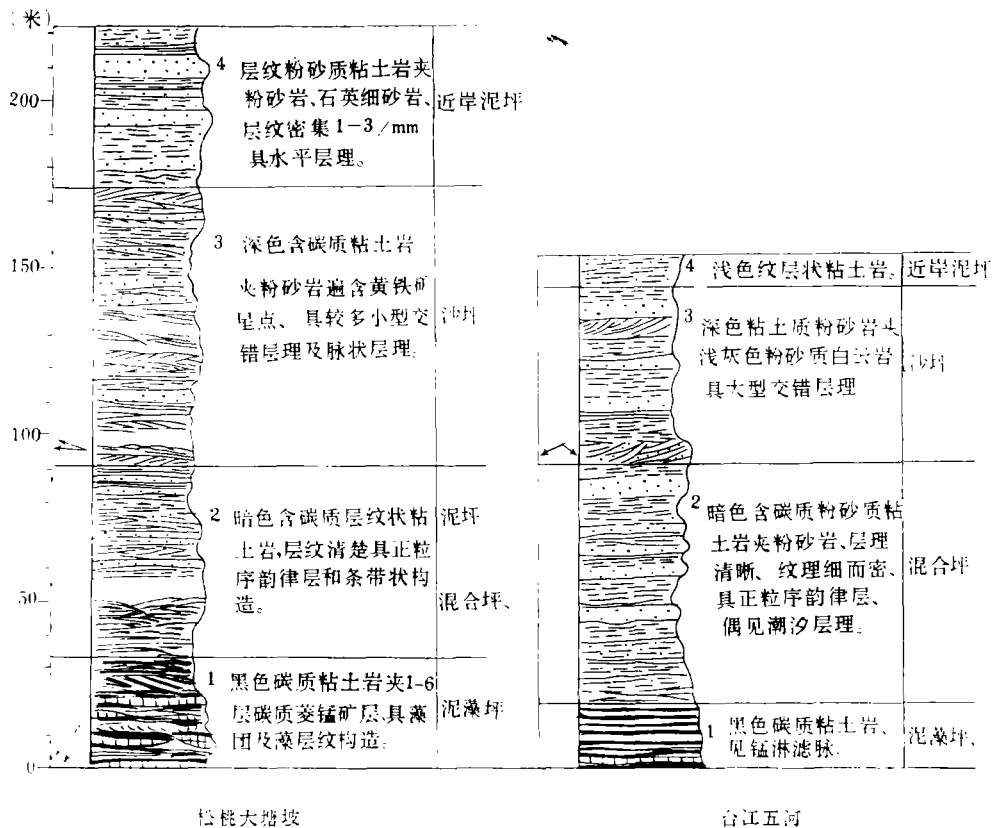 (米)
200
150
100
50
0
4 层纹粉砂质粘土岩夹
粉砂岩、石英细砂岩、
层纹密集1-3/mm
具水平层理。
近岸泥坪
3 深色含碳质粘土岩
夹粉砂岩遍含黄铁矿
星点、具较多小型交
错层理及脉状层理。
沙坪
2 暗色含碳质层纹状粘
土岩,层纹清楚具正粒
序韵律层和条带状构
造。
泥坪
混合坪、
1 黑色碳质粘土岩夹1-6
层碳质菱锰矿层,具藻
团及藻层纹构造。
泥藻坪
松桃大塘坡
4 浅色纹层状粘土岩。
近岸泥坪
3 深色粘土质粉砂岩夹
浅灰色粉砂质白云岩
具大型交错层理
沙坪
2 暗色含碳质粉砂质粘
土岩夹粉砂岩、层理
清晰、纹理细而密、
具正粒序韵律层、
偶见潮汐层理。
混合坪
1 黑色碳质粘土岩、
见锰淋滤脉
泥藻坪、
台江五河